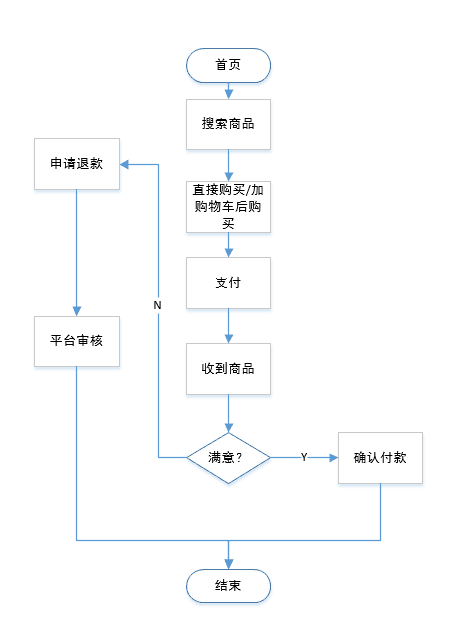 首页
搜索商品
申请退款
直接购买/加
购物车后购
买
支付
N
平台审核
收到商品
满意?
Y
确认付款
结束